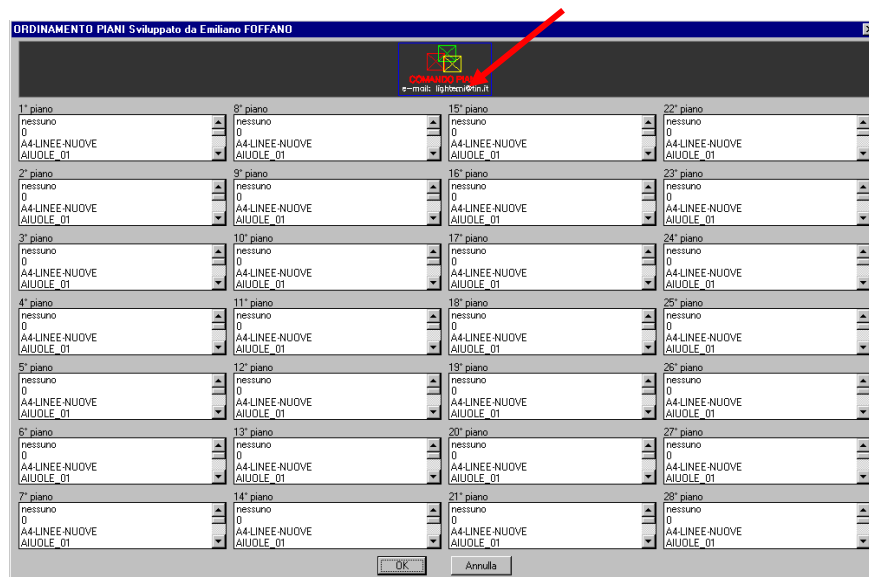 ORDINAMENTO PIANI Sviluppato da Emiliano FOFFANO
COMANDO PIANI
e-mail: lightemi@tin.it
1° piano
nessuno
0
A4-LINEE-NUOVE
AIUOLE_01
2° piano
nessuno
0
A4-LINEE-NUOVE
AIUOLE_01
3° piano
nessuno
0
A4-LINEE-NUOVE
AIUOLE_01
4° piano
nessuno
0
A4-LINEE-NUOVE
AIUOLE_01
5° piano
nessuno
0
A4-LINEE-NUOVE
AIUOLE_01
6° piano
nessuno
0
A4-LINEE-NUOVE
AIUOLE_01
7° piano
nessuno
0
A4-LINEE-NUOVE
AIUOLE_01
8° piano
nessuno
0
A4-LINEE-NUOVE
AIUOLE_01
9° piano
nessuno
0
A4-LINEE-NUOVE
AIUOLE_01
10° piano
nessuno
0
A4-LINEE-NUOVE
AIUOLE_01
11° piano
nessuno
0
A4-LINEE-NUOVE
AIUOLE_01
12° piano
nessuno
0
A4-LINEE-NUOVE
AIUOLE_01
13° piano
nessuno
0
A4-LINEE-NUOVE
AIUOLE_01
14° piano
nessuno
0
A4-LINEE-NUOVE
AIUOLE_01
15° piano
nessuno
0
A4-LINEE-NUOVE
AIUOLE_01
16° piano
nessuno
0
A4-LINEE-NUOVE
AIUOLE_01
17° piano
nessuno
0
A4-LINEE-NUOVE
AIUOLE_01
18° piano
nessuno
0
A4-LINEE-NUOVE
AIUOLE_01
19° piano
nessuno
0
A4-LINEE-NUOVE
AIUOLE_01
20° piano
nessuno
0
A4-LINEE-NUOVE
AIUOLE_01
21° piano
nessuno
0
A4-LINEE-NUOVE
AIUOLE_01
22° piano
nessuno
0
A4-LINEE-NUOVE
AIUOLE_01
23° piano
nessuno
0
A4-LINEE-NUOVE
AIUOLE_01
24° piano
nessuno
0
A4-LINEE-NUOVE
AIUOLE_01
25° piano
nessuno
0
A4-LINEE-NUOVE
AIUOLE_01
26° piano
nessuno
0
A4-LINEE-NUOVE
AIUOLE_01
27° piano
nessuno
0
A4-LINEE-NUOVE
AIUOLE_01
28° piano
nessuno
0
A4-LINEE-NUOVE
AIUOLE_01
OK
Annulla